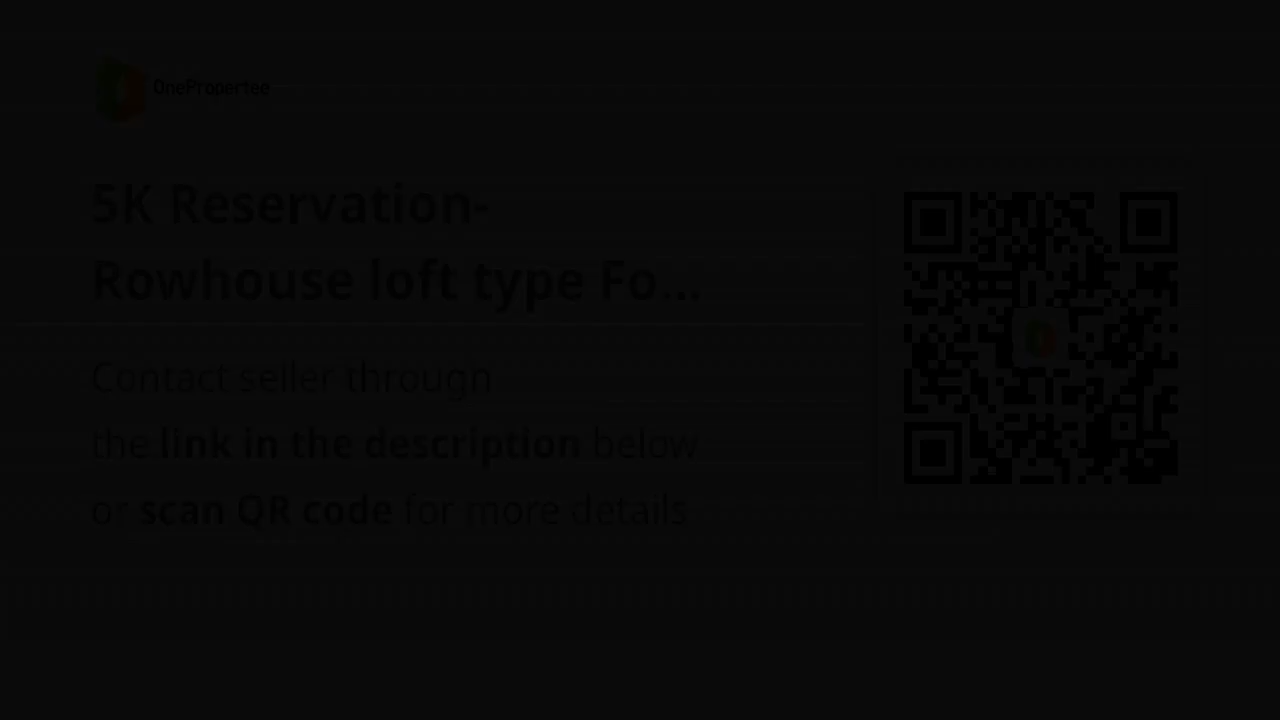 OnePropertee
5K Reservation-
Rowhouse loft type Fo...
Contact seller through
the link in the description below
or scan QR code for more details